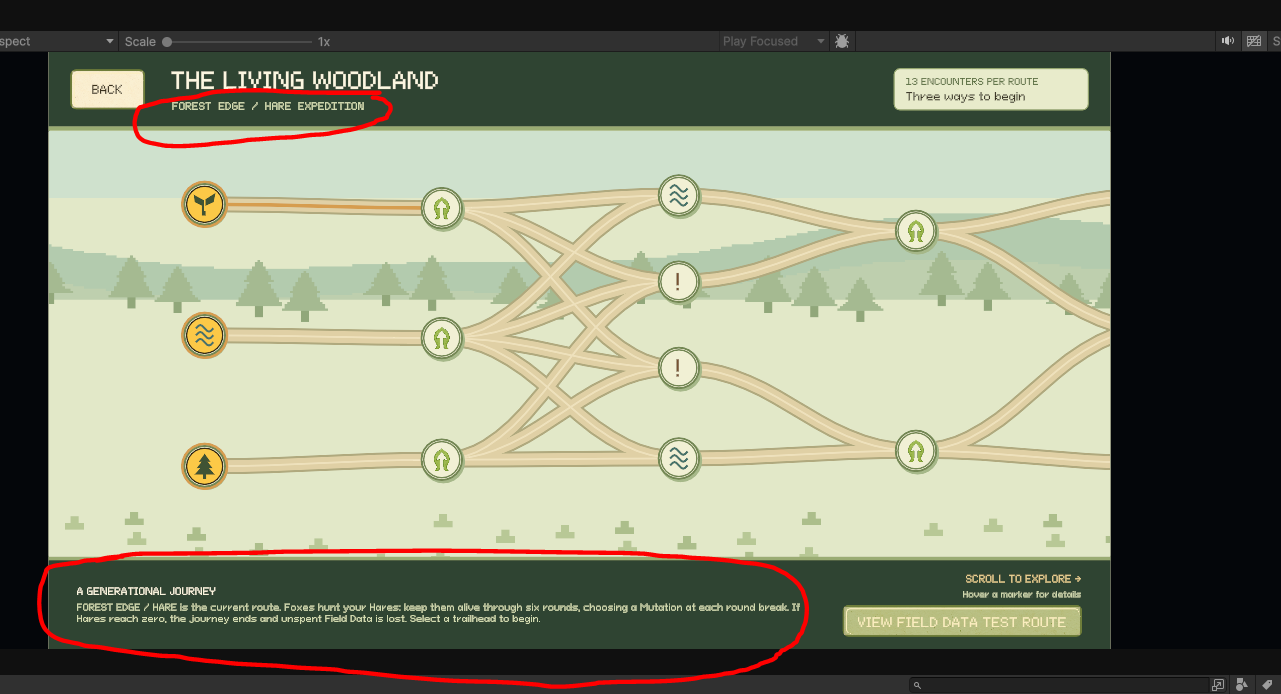 spect
Scale
1x
Play Focused
S
BACK
THE LIVING WOODLAND
FOREST EDGE / HARE EXPEDITION
13 ENCOUNTERS PER ROUTE
Three ways to begin
!
!
A GENERATIONAL JOURNEY
FOREST EDGE / HARE is the current route. Foxes hunt your Hares: keep them alive through six rounds, choosing a Mutation at each round break. If
Hares reach zero, the journey ends and unspent Field Data is lost. Select a trailhead to begin.
SCROLL TO EXPLORE →
Hover a marker for details
VIEW FIELD DATA TEST ROUTE